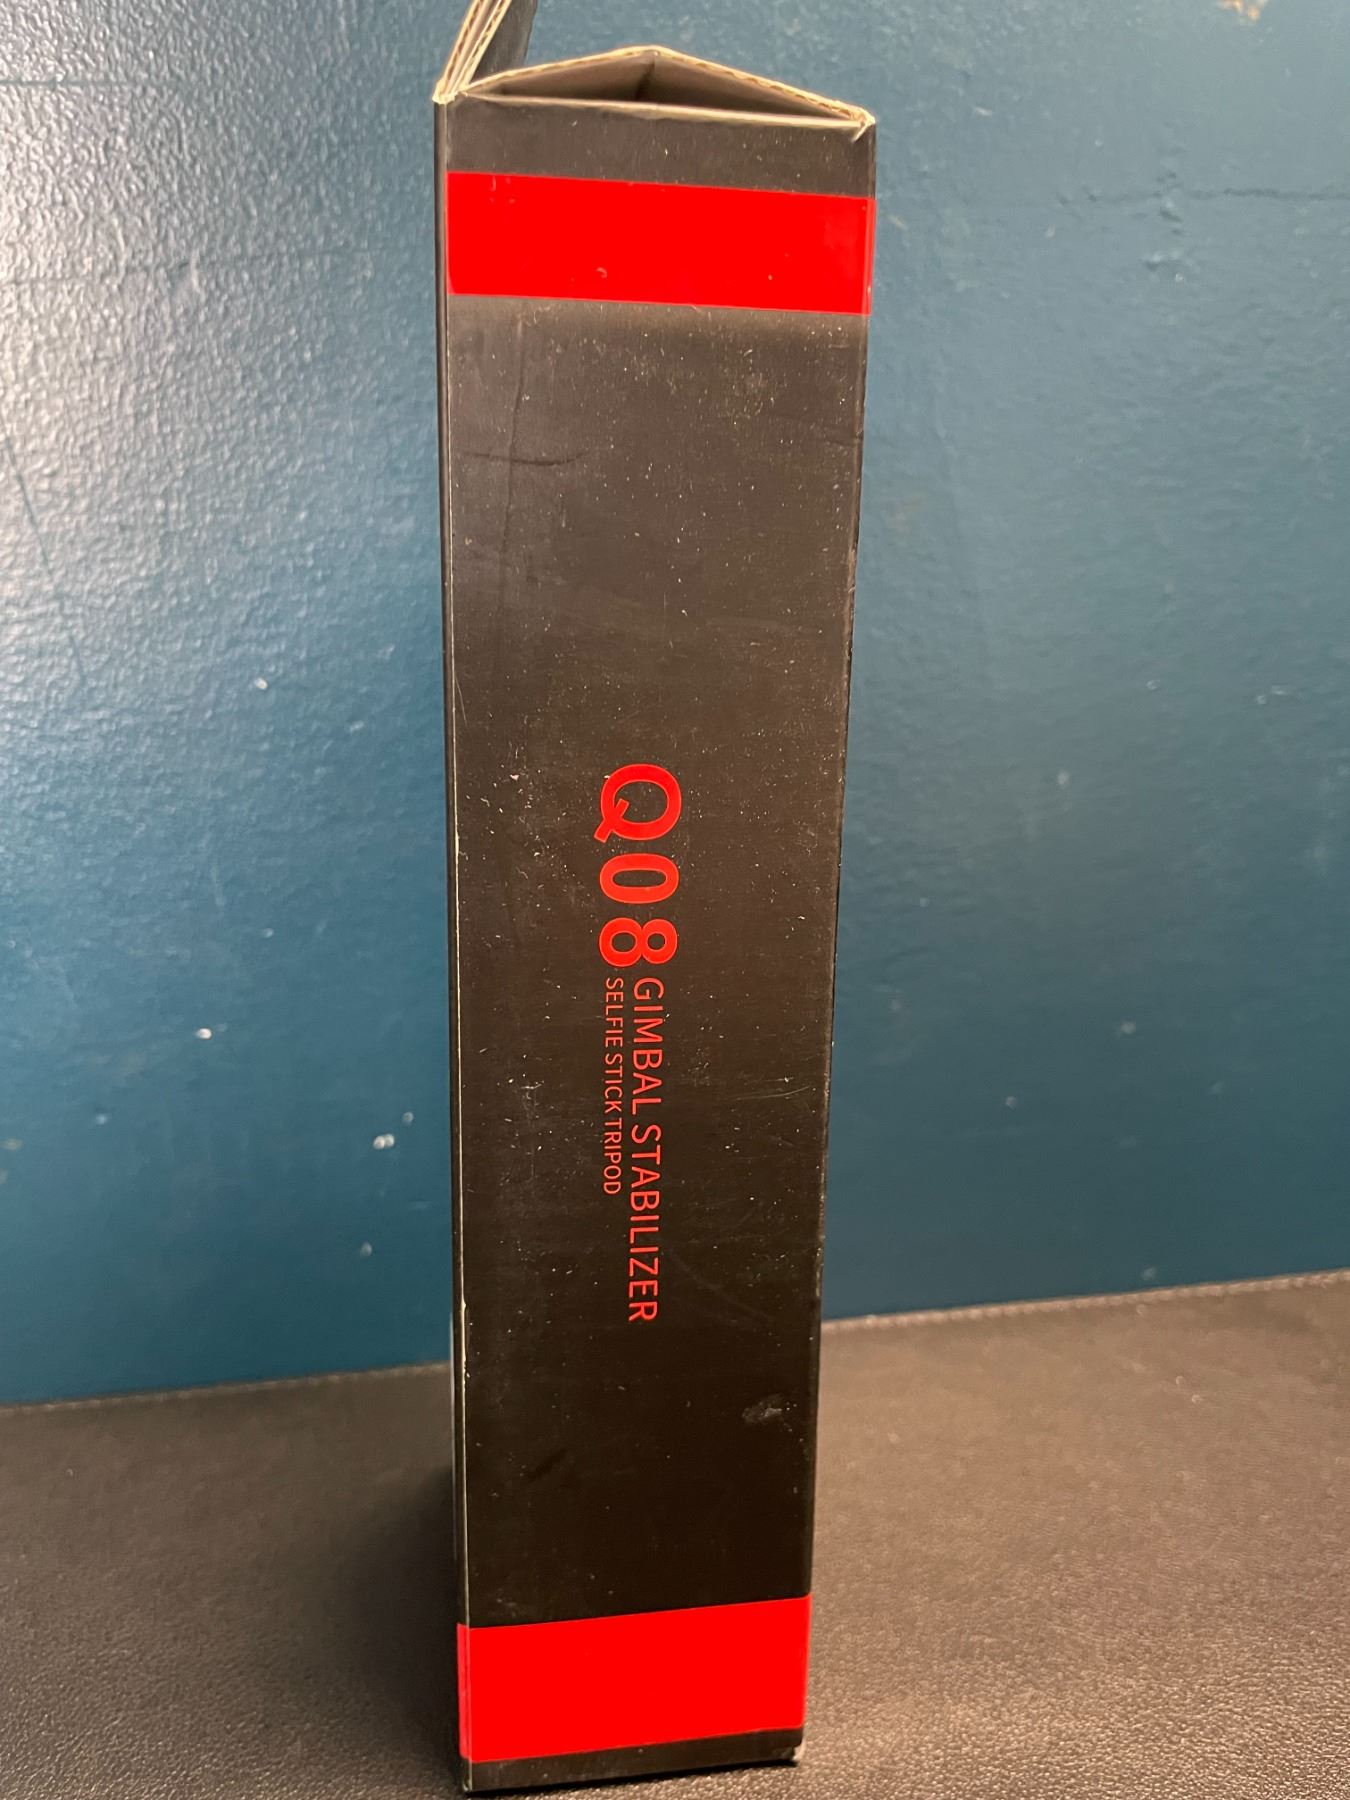 Q08
GIMBAL STABILIZER
SELFIE STICK TRIPOD